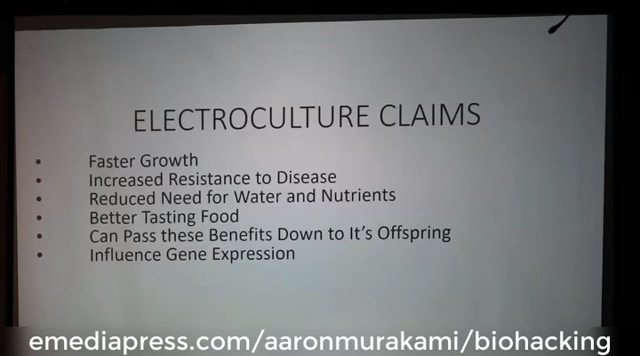 ELECTROCULTURE CLAIMS
• Faster Growth
• Increased Resistance to Disease
• Reduced Need for Water and Nutrients
• Better Tasting Food
• Can Pass these Benefits Down to It's Offspring
• Influence Gene Expression
emediapress.com/aaronmurakami/biohacking